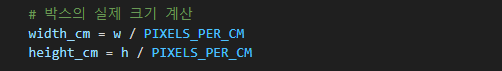 # 박스의 실제 크기 계산
width_cm = w / PIXELS_PER_CM
height_cm = h / PIXELS_PER_CM